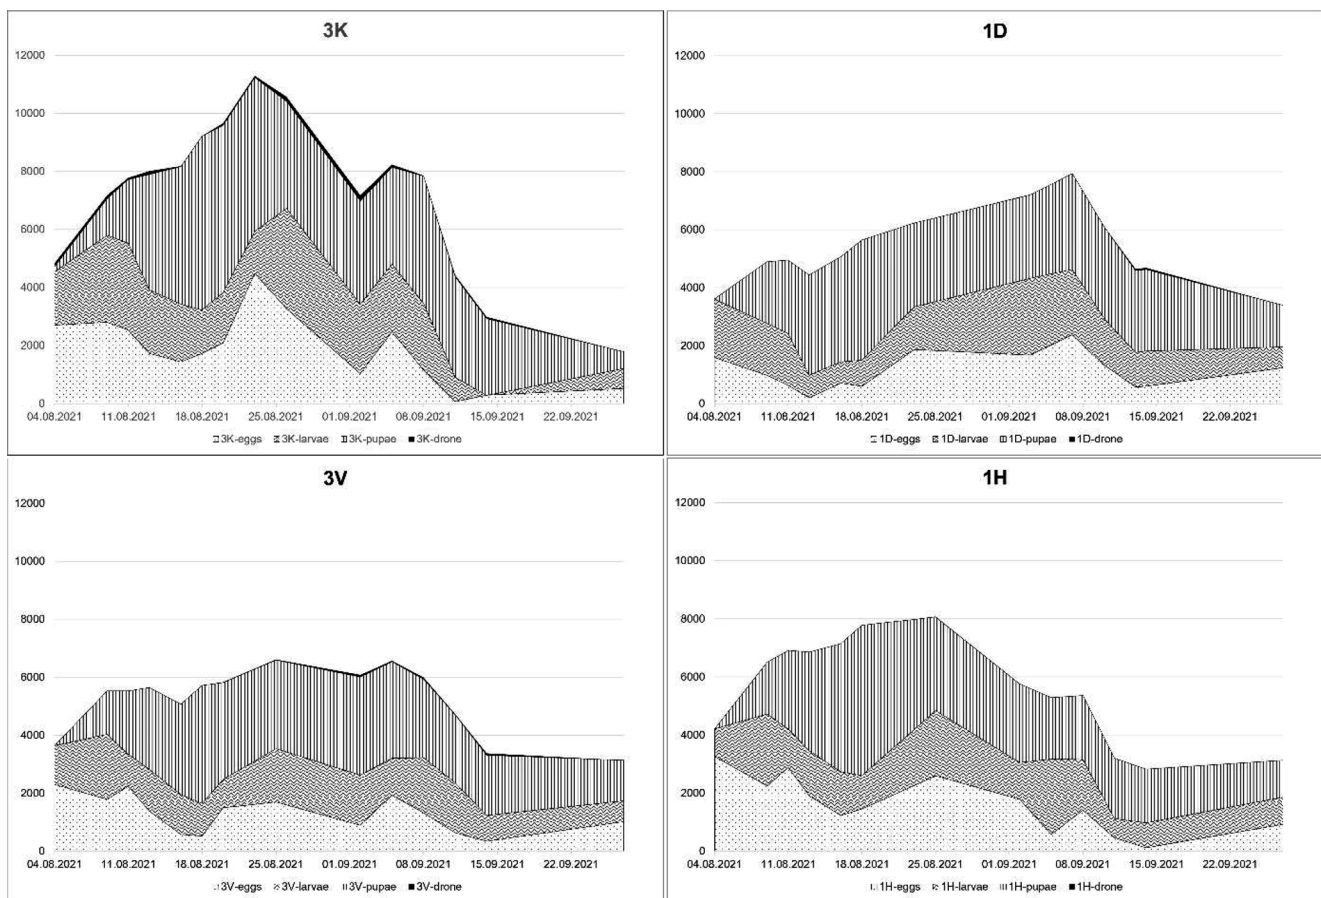 3K
12000
10000
8000
6000
4000
2000
0
04.08.2021 11.08.2021 18.08.2021 25.08.2021 01.09.2021 08.09.2021 15.09.2021 22.09.2021
3K-eggs 3K-larvae 3K-pupae 3K-drone
1D
12000
10000
8000
6000
4000
2000
0
04.08.2021 11.08.2021 18.08.2021 25.08.2021 01.09.2021 08.09.2021 15.09.2021 22.09.2021
1D-eggs 1D-larvae 1D-pupae 1D-drone
3V
12000
10000
8000
6000
4000
2000
0
04.08.2021 11.08.2021 18.08.2021 25.08.2021 01.09.2021 08.09.2021 15.09.2021 22.09.2021
3V-eggs 3V-larvae 3V-pupae 3V-drone
1H
12000
10000
8000
6000
4000
2000
0
04.08.2021 11.08.2021 18.08.2021 25.08.2021 01.09.2021 08.09.2021 15.09.2021 22.09.2021
1H-eggs 1H-larvae 1H-pupae 1H-drone